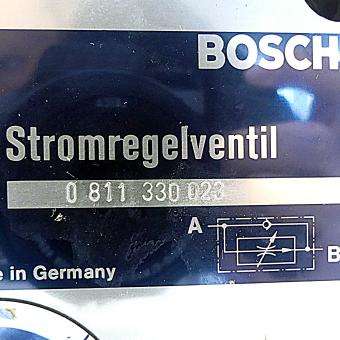 BOSCH
Stromregelventil
0 811 330 023
A
B
in Germany